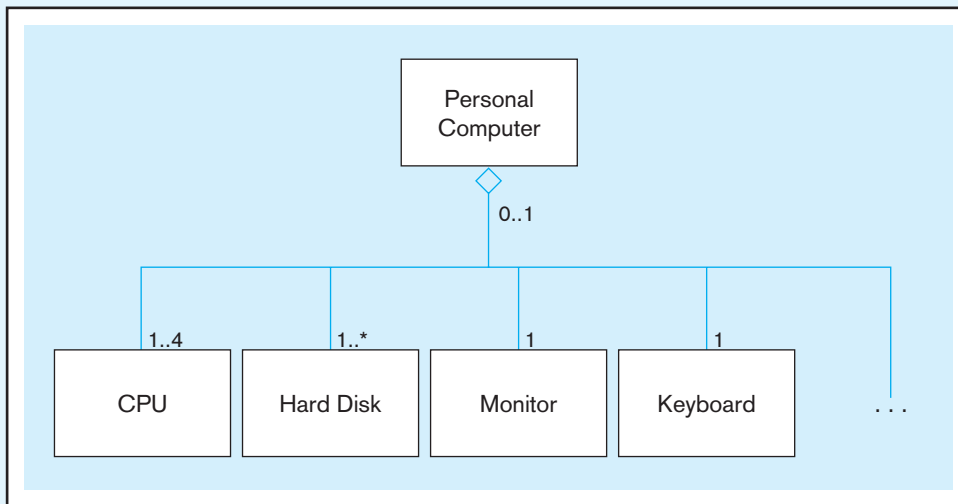 Personal
Computer
0..1
1..4
1..*
1
1
CPU
Hard Disk
Monitor
Keyboard
. . .